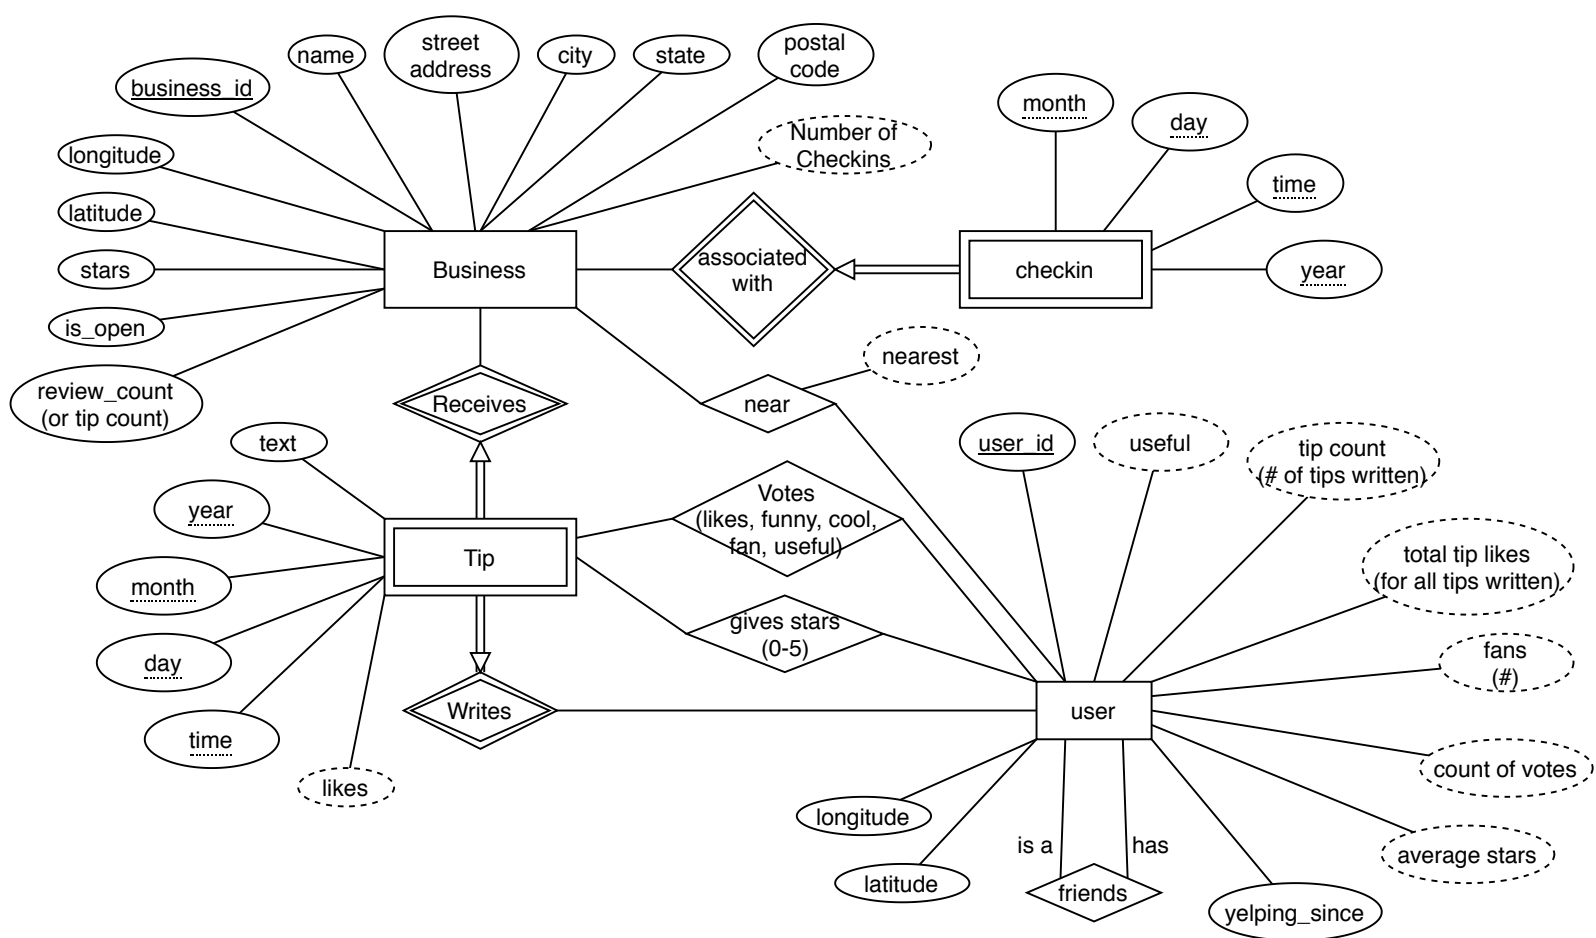 name
street
address
city
state
postal
code
business_id
Number of
Checkins
month
day
time
year
longitude
latitude
stars
is_open
review_count
(or tip count)
Business
associated
with
checkin
Receives
near
nearest
text
year
month
day
time
likes
Tip
Votes
(likes, funny, cool,
fan, useful)
gives stars
(0-5)
Writes
user_id
useful
tip count
(# of tips written)
total tip likes
(for all tips written)
fans
(#)
user
count of votes
average stars
longitude
latitude
is a
has
friends
yelping_since